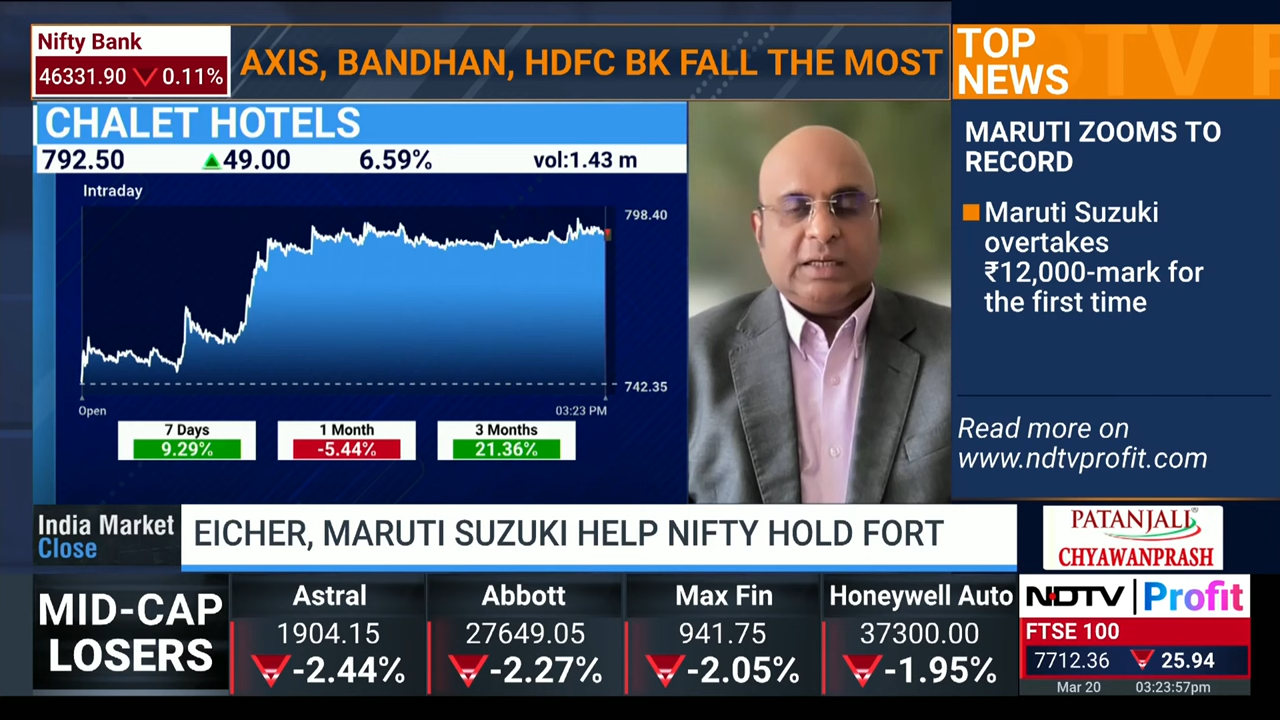 Nifty Bank
46331.90 0.11%
AXIS, BANDHAN, HDFC BK FALL THE MOST
TOP
NEWS
CHALET HOTELS
792.50 49.00 6.59% vol:1.43 m
Intraday
798.40
742.35
Open 03:23 PM
7 Days
9.29%
1 Month
-5.44%
3 Months
21.36%
MARUTI ZOOMS TO
RECORD
Maruti Suzuki
overtakes
₹12,000-mark for
the first time
Read more on
www.ndtvprofit.com
India Market
Close
EICHER, MARUTI SUZUKI HELP NIFTY HOLD FORT
PATANJALI
CHYAWANPRASH
MID-CAP
LOSERS
Astral
1904.15
-2.44%
Abbott
27649.05
-2.27%
Max Fin
941.75
-2.05%
Honeywell Auto
37300.00
-1.95%
NDTV Profit
FTSE 100
7712.36 25.94
Mar 20 03:23:57pm